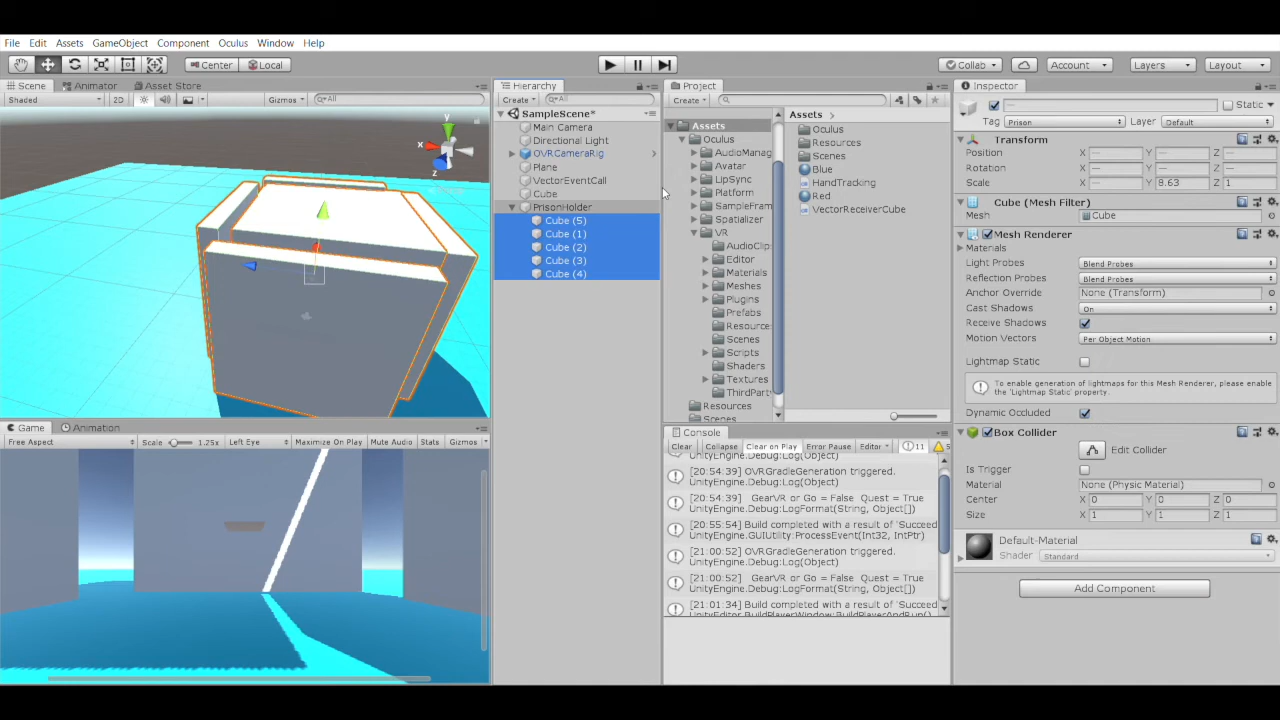 File Edit Assets GameObject Component Oculus Window Help
Center Local
Collab Account Layers Layout
Scene Animator Asset Store
Shaded 2D Gizmos All
y
x
z
Game Animation
Free Aspect Scale 1.25x Left Eye Maximize On Play Mute Audio Stats Gizmos
Hierarchy
Create All
SampleScene*
Main Camera
Directional Light
OVRCameraRig
Plane
VectorEventCall
Cube
PrisonHolder
Cube (5)
Cube (1)
Cube (2)
Cube (3)
Cube (4)
Project
Create
Assets
Oculus
AudioManag
Avatar
LipSync
Platform
SampleFram
Spatializer
VR
AudioClip
Editor
Materials
Meshes
Plugins
Prefabs
Resource
Scenes
Scripts
Shaders
Textures
ThirdPart
Resources
Scenes
Assets
Oculus
Resources
Scenes
Blue
HandTracking
Red
VectorReceiverCube
Console
Clear Collapse Clear on Play Error Pause Editor 11 5
UnityEngine.Debug:Log(Object)
[20:54:39] OVRGradleGeneration triggered.
UnityEngine.Debug:Log(Object)
[20:54:39] GearVR or Go = False Quest = True
UnityEngine.Debug:LogFormat(String, Object[])
[20:55:54] Build completed with a result of 'Succeed
UnityEngine.GUIUtility:ProcessEvent(Int32, IntPtr)
[21:00:52] OVRGradleGeneration triggered.
UnityEngine.Debug:Log(Object)
[21:00:52] GearVR or Go = False Quest = True
UnityEngine.Debug:LogFormat(String, Object[])
[21:01:34] Build completed with a result of 'Succeed
UnityEditor.BuildPlayerWindow:BuildPlayerAndRun()
Inspector
— Static
Tag Prison Layer Default
Transform
Position X — Y — Z —
Rotation X — Y — Z —
Scale X — Y 8.63 Z 1
Cube (Mesh Filter)
Mesh Cube
Mesh Renderer
Materials
Light Probes Blend Probes
Reflection Probes Blend Probes
Anchor Override None (Transform)
Cast Shadows On
Receive Shadows
Motion Vectors Per Object Motion
Lightmap Static
To enable generation of lightmaps for this Mesh Renderer, please enable
the 'Lightmap Static' property.
Dynamic Occluded
Box Collider
Edit Collider
Is Trigger
Material None (Physic Material)
Center X 0 Y 0 Z 0
Size X 1 Y 1 Z 1
Default-Material
Shader Standard
Add Component